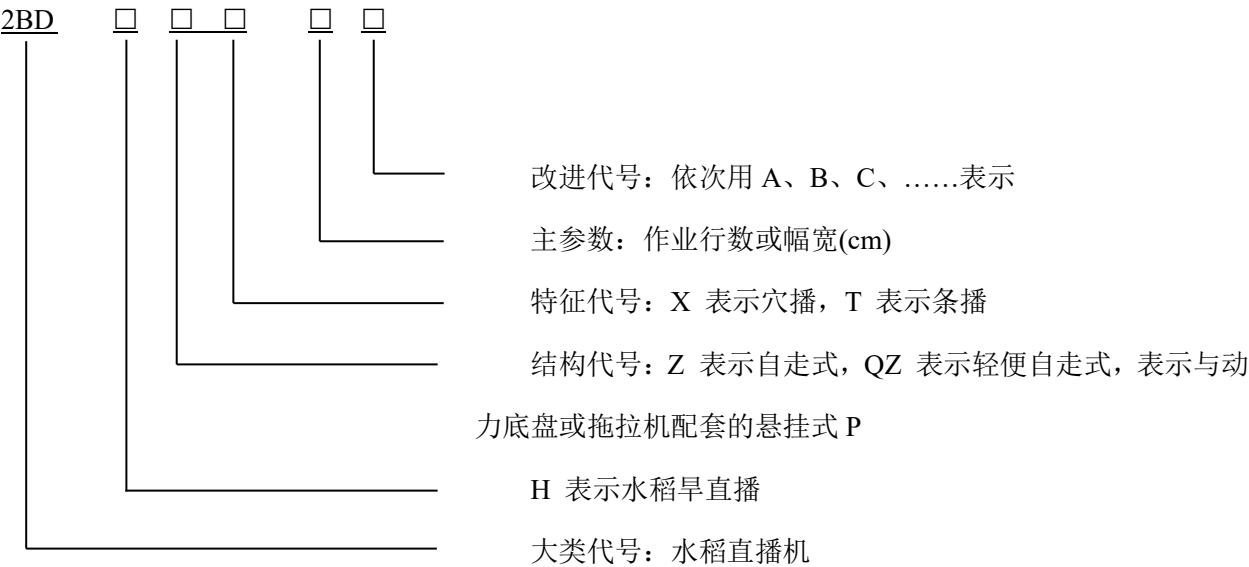 2BD □ □ □ □ □
改进代号：依次用 A、B、C、……表示
主参数：作业行数或幅宽(cm)
特征代号：X 表示穴播，T 表示条播
结构代号：Z 表示自走式，QZ 表示轻便自走式，表示与动
力底盘或拖拉机配套的悬挂式 P
H 表示水稻旱直播
大类代号：水稻直播机